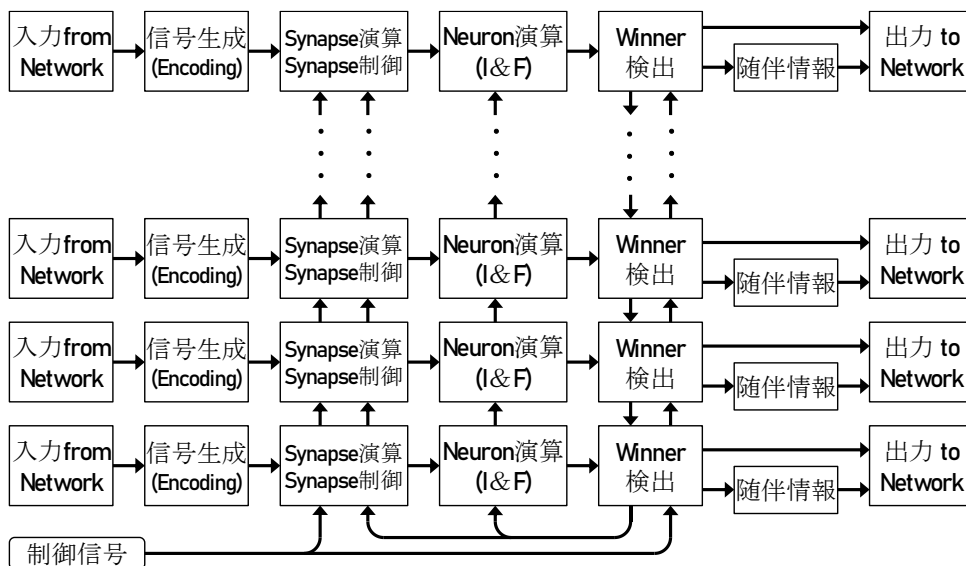 入力from
Network
信号生成
(Encoding)
Synapse演算
Synapse制御
Neuron演算
(I&F)
Winner
検出
随伴情報
出力 to
Network
入力from
Network
信号生成
(Encoding)
Synapse演算
Synapse制御
Neuron演算
(I&F)
Winner
検出
随伴情報
出力 to
Network
入力from
Network
信号生成
(Encoding)
Synapse演算
Synapse制御
Neuron演算
(I&F)
Winner
検出
随伴情報
出力 to
Network
入力from
Network
信号生成
(Encoding)
Synapse演算
Synapse制御
Neuron演算
(I&F)
Winner
検出
随伴情報
出力 to
Network
制御信号